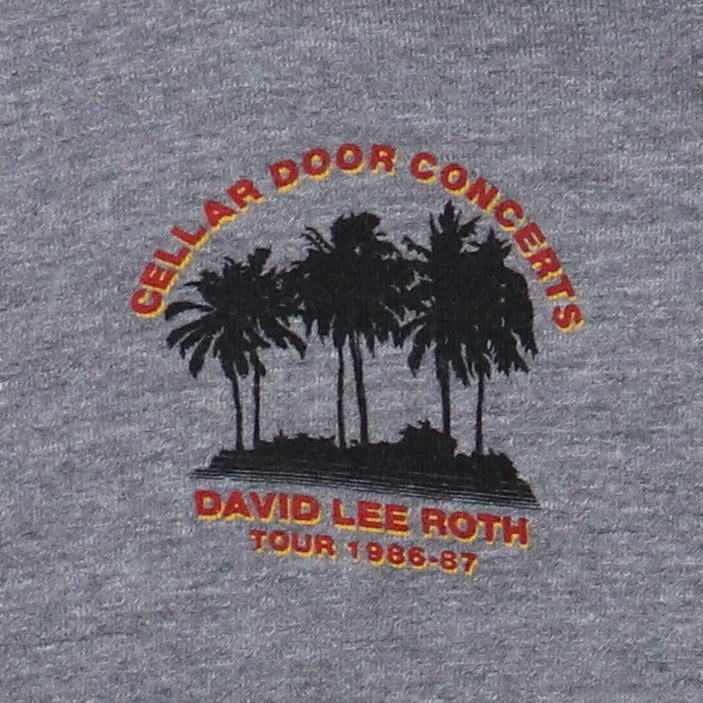 CELLAR DOOR CONCERTS
DAVID LEE ROTH
TOUR 1986-87